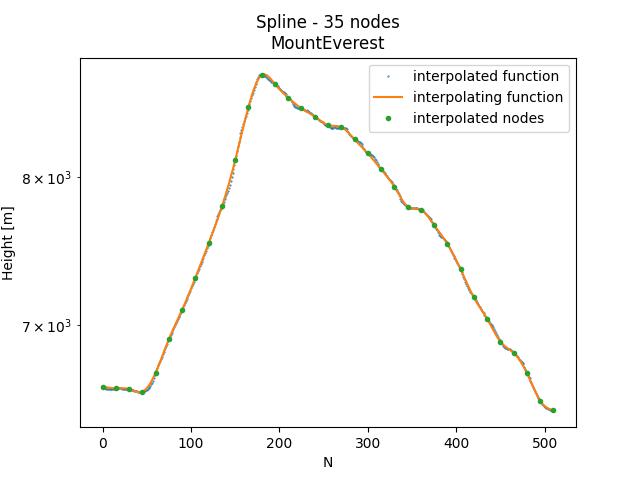 Spline - 35 nodes
MountEverest
interpolated function
interpolating function
interpolated nodes
8 × 10³
7 × 10³
Height [m]
0 100 200 300 400 500
N